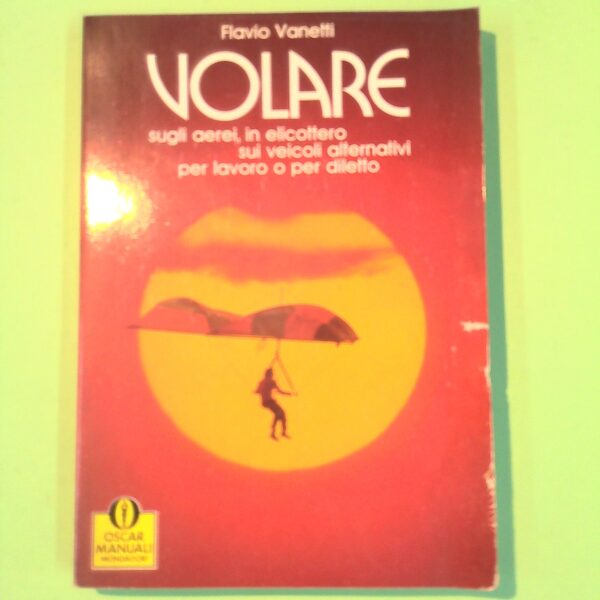 Flavio Vanetti
VOLARE
sugli aerei, in elicottero
sui veicoli alternativi
per lavoro o per diletto
OSCAR
MANUALI
MONDADORI